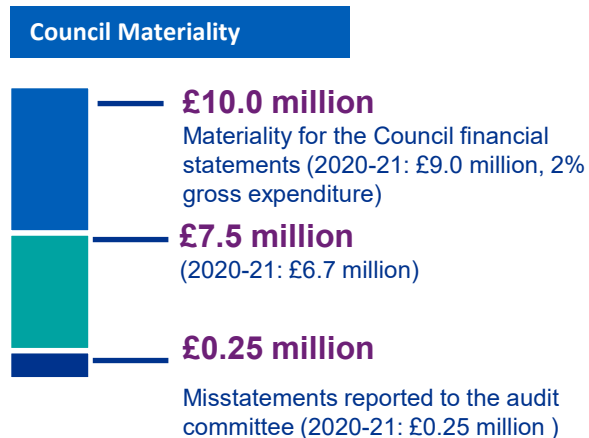 Council Materiality
£10.0 million
Materiality for the Council financial
statements (2020-21: £9.0 million, 2%
gross expenditure)
£7.5 million
(2020-21: £6.7 million)
£0.25 million
Misstatements reported to the audit
committee (2020-21: £0.25 million )